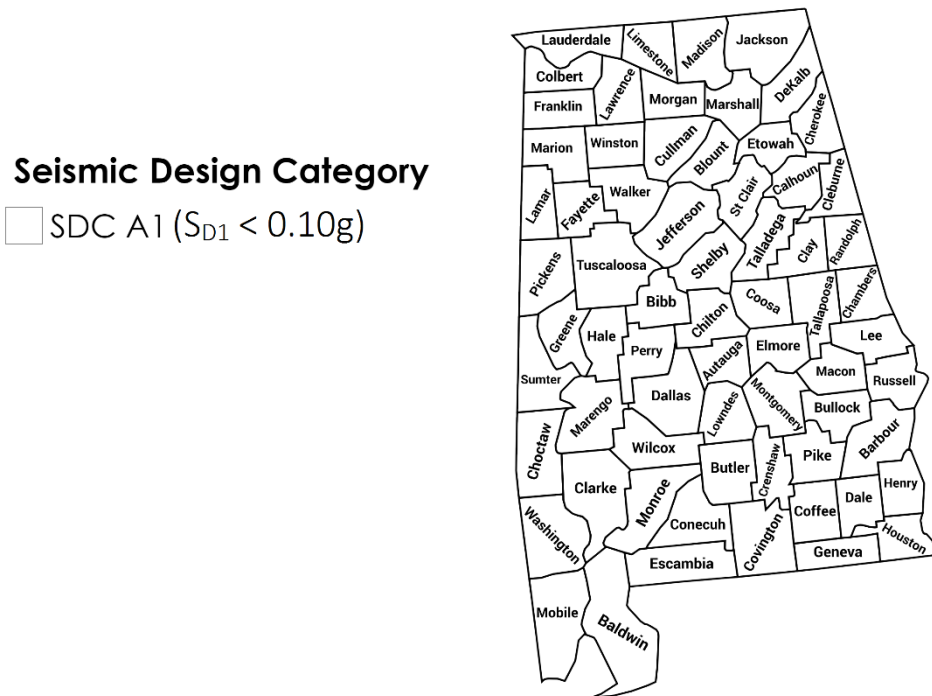 Seismic Design Category
SDC A1 (S_D1 < 0.10g)
Lauderdale
Limestone
Madison
Jackson
Colbert
Lawrence
DeKalb
Franklin
Morgan
Marshall
Cherokee
Marion
Winston
Cullman
Blount
Etowah
Lamar
Fayette
Walker
Jefferson
St Clair
Calhoun
Cleburne
Talladega
Pickens
Tuscaloosa
Shelby
Clay
Randolph
Bibb
Chilton
Coosa
Tallapoosa
Chambers
Greene
Hale
Perry
Autauga
Elmore
Lee
Sumter
Marengo
Dallas
Lowndes
Montgomery
Macon
Russell
Bullock
Choctaw
Wilcox
Butler
Crenshaw
Pike
Barbour
Clarke
Monroe
Conecuh
Covington
Coffee
Dale
Henry
Washington
Escambia
Geneva
Houston
Mobile
Baldwin